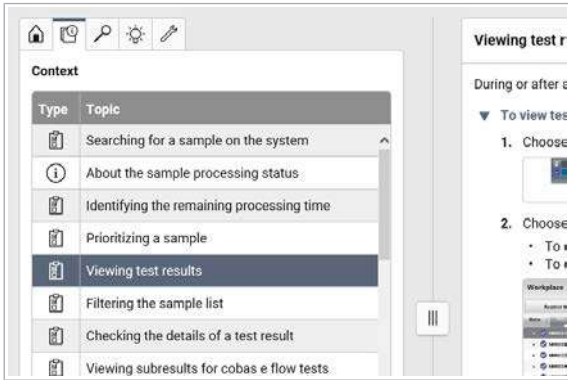 Context
Type Topic
Searching for a sample on the system
About the sample processing status
Identifying the remaining processing time
Prioritizing a sample
Viewing test results
Filtering the sample list
Checking the details of a test result
Viewing subresults for cobas e flow tests
Viewing test r
During or after a
To view tes
1. Choose
2. Choose
• To
• To
Workplace